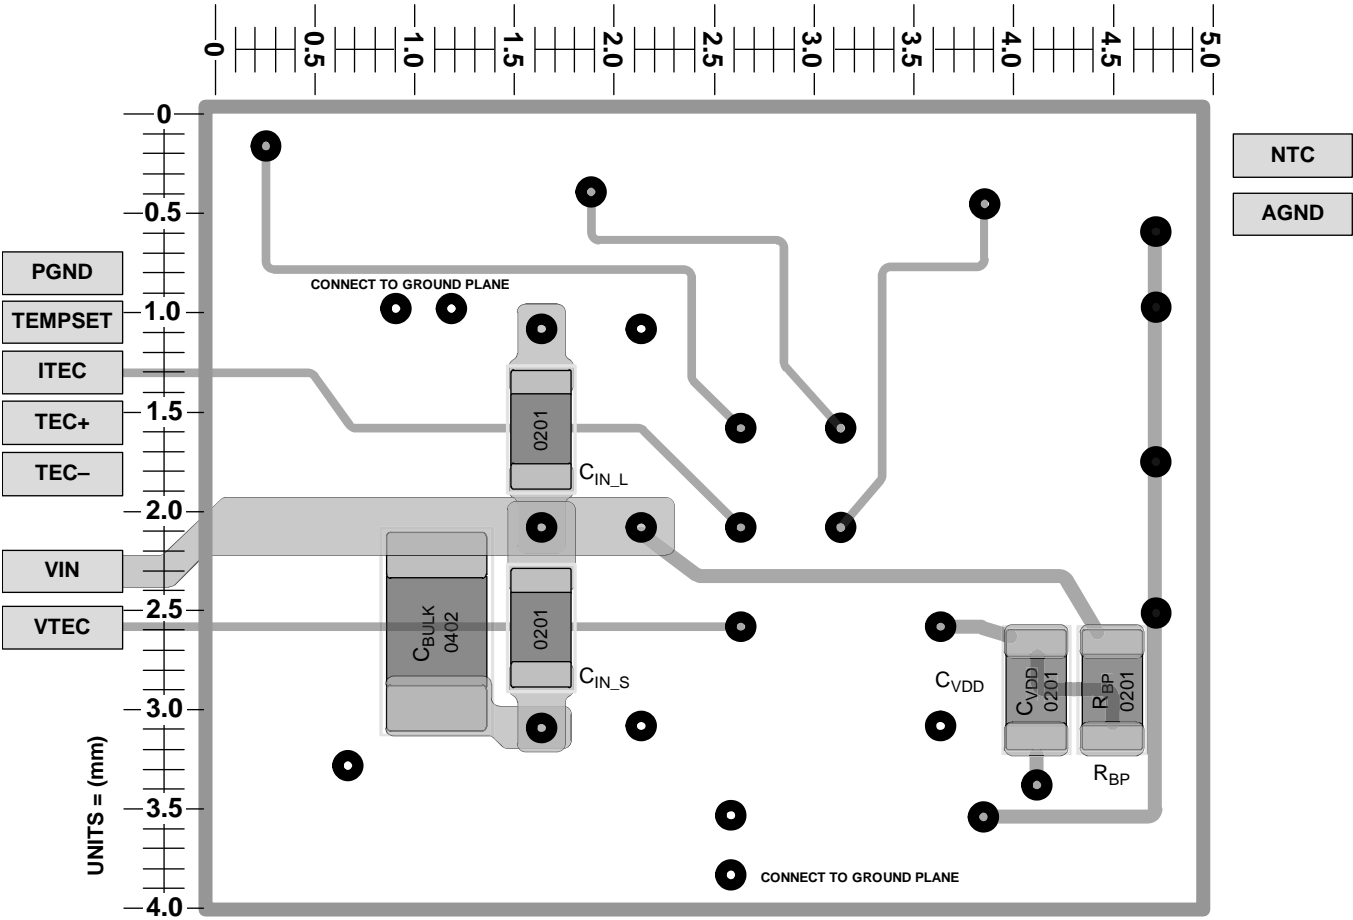 0 0.5 1.0 1.5 2.0 2.5 3.0 3.5 4.0 4.5 5.0
0
NTC
0.5
AGND
PGND
CONNECT TO GROUND PLANE
1.0
TEMPSET
ITEC
1.5
TEC+
0201
TEC–
CIN_L
2.0
VIN
2.5
VTEC
CBULK
0402
0201
CIN_S
CVDD
CVDD
0201
RBP
0201
3.0
RBP
3.5
UNITS = (mm)
CONNECT TO GROUND PLANE
4.0